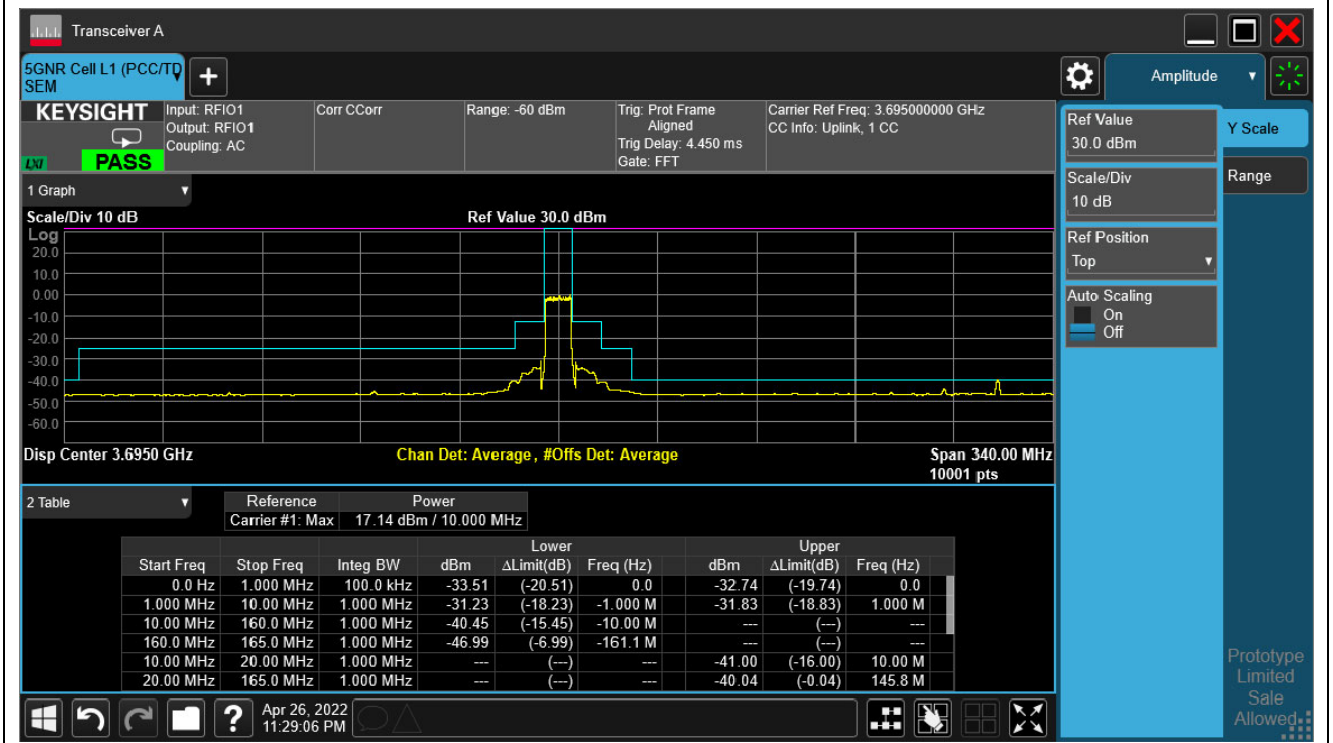 Transceiver A
5GNR Cell L1 (PCC/TD
SEM
+
Amplitude
KEYSIGHT
LXI
PASS
Input: RFIO1
Output: RFIO1
Coupling: AC
Corr CCorr
Range: -60 dBm
Trig: Prot Frame
Aligned
Trig Delay: 4.450 ms
Gate: FFT
Carrier Ref Freq: 3.695000000 GHz
CC Info: Uplink, 1 CC
Ref Value
30.0 dBm
Y Scale
Scale/Div
10 dB
Range
Ref Position
Top
Auto Scaling
On
Off
1 Graph
Scale/Div 10 dB
Ref Value 30.0 dBm
Log
20.0
10.0
0.00
-10.0
-20.0
-30.0
-40.0
-50.0
-60.0
Disp Center 3.6950 GHz
Chan Det: Average, #Offs Det: Average
Span 340.00 MHz
10001 pts
2 Table
Reference Power
Carrier #1: Max 17.14 dBm / 10.000 MHz
Lower Upper
Start Freq Stop Freq Integ BW dBm ΔLimit(dB) Freq (Hz) dBm ΔLimit(dB) Freq (Hz)
0.0 Hz 1.000 MHz 100.0 kHz -33.51 (-20.51) 0.0 -32.74 (-19.74) 0.0
1.000 MHz 10.00 MHz 1.000 MHz -31.23 (-18.23) -1.000 M -31.83 (-18.83) 1.000 M
10.00 MHz 160.0 MHz 1.000 MHz -40.45 (-15.45) -10.00 M --- (---) ---
160.0 MHz 165.0 MHz 1.000 MHz -46.99 (-6.99) -161.1 M --- (---) ---
10.00 MHz 20.00 MHz 1.000 MHz --- (---) --- -41.00 (-16.00) 10.00 M
20.00 MHz 165.0 MHz 1.000 MHz --- (---) --- -40.04 (-0.04) 145.8 M
Prototype
Limited
Sale
Allowed
?
Apr 26, 2022
11:29:06 PM